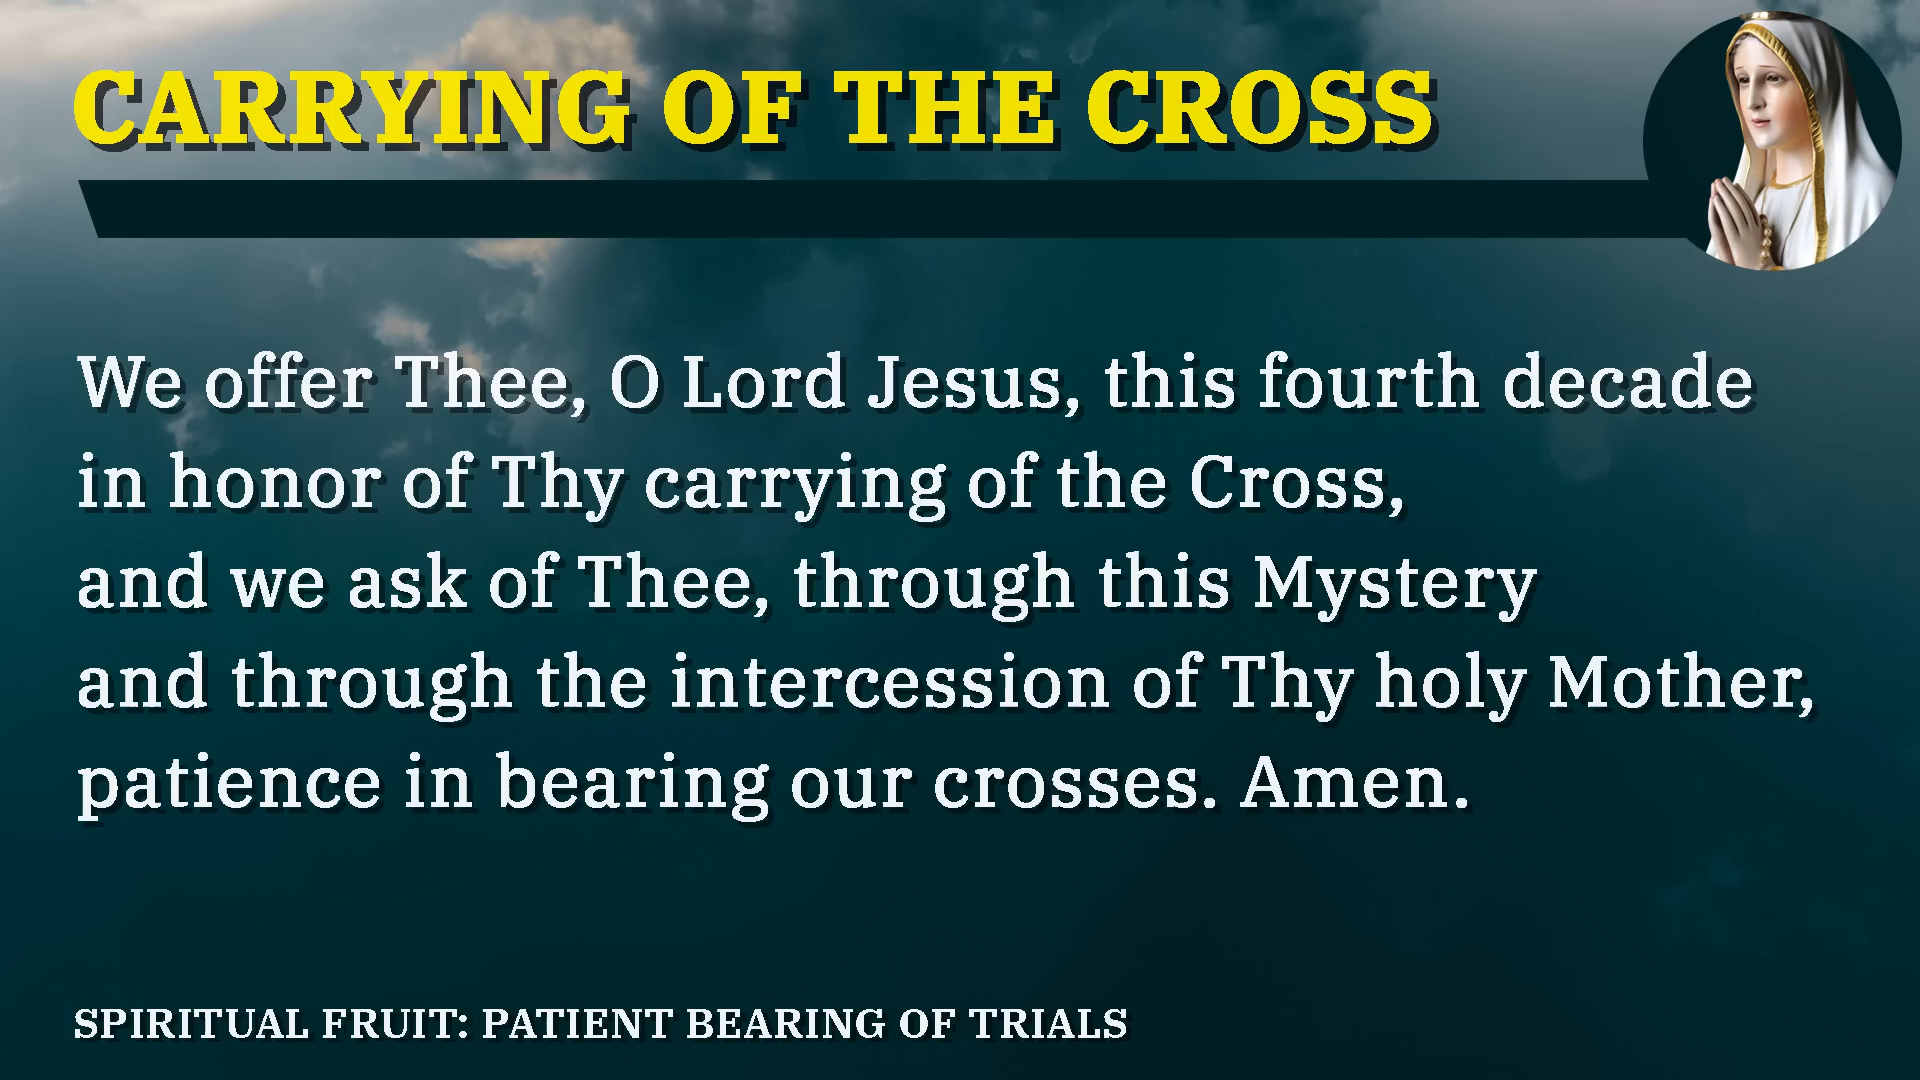 CARRYING OF THE CROSS
We offer Thee, O Lord Jesus, this fourth decade
in honor of Thy carrying of the Cross,
and we ask of Thee, through this Mystery
and through the intercession of Thy holy Mother,
patience in bearing our crosses. Amen.
SPIRITUAL FRUIT: PATIENT BEARING OF TRIALS